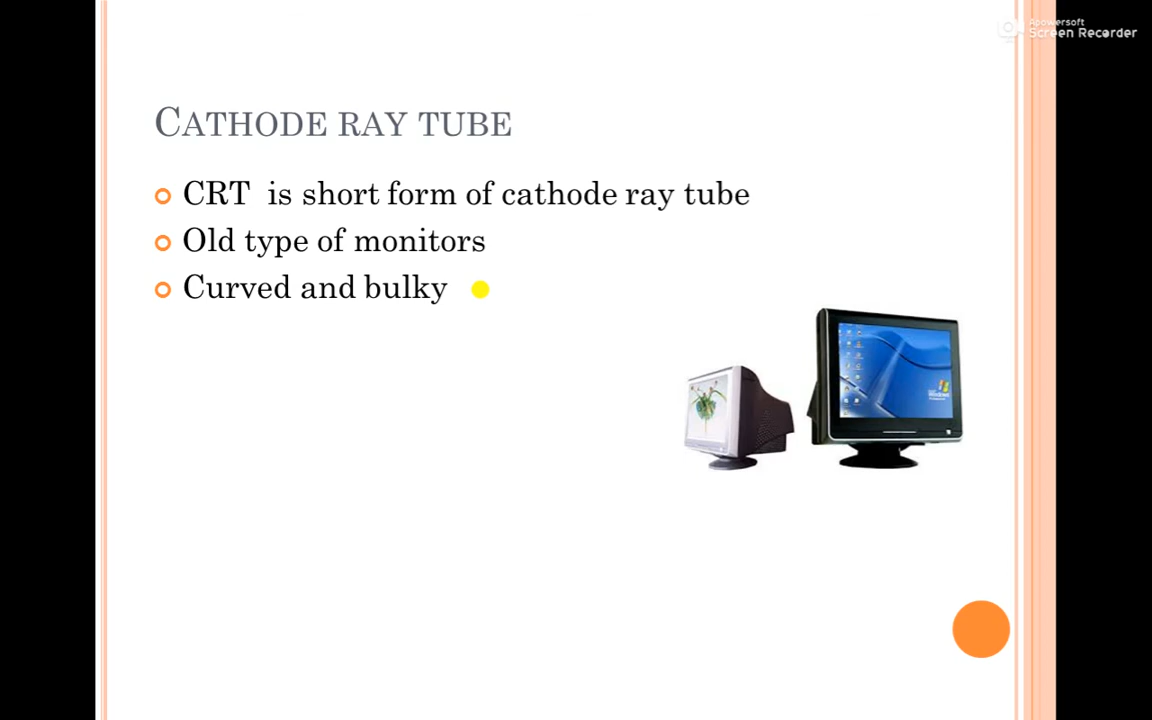 Apowersoft
Screen Recorder
CATHODE RAY TUBE
CRT is short form of cathode ray tube
Old type of monitors
Curved and bulky